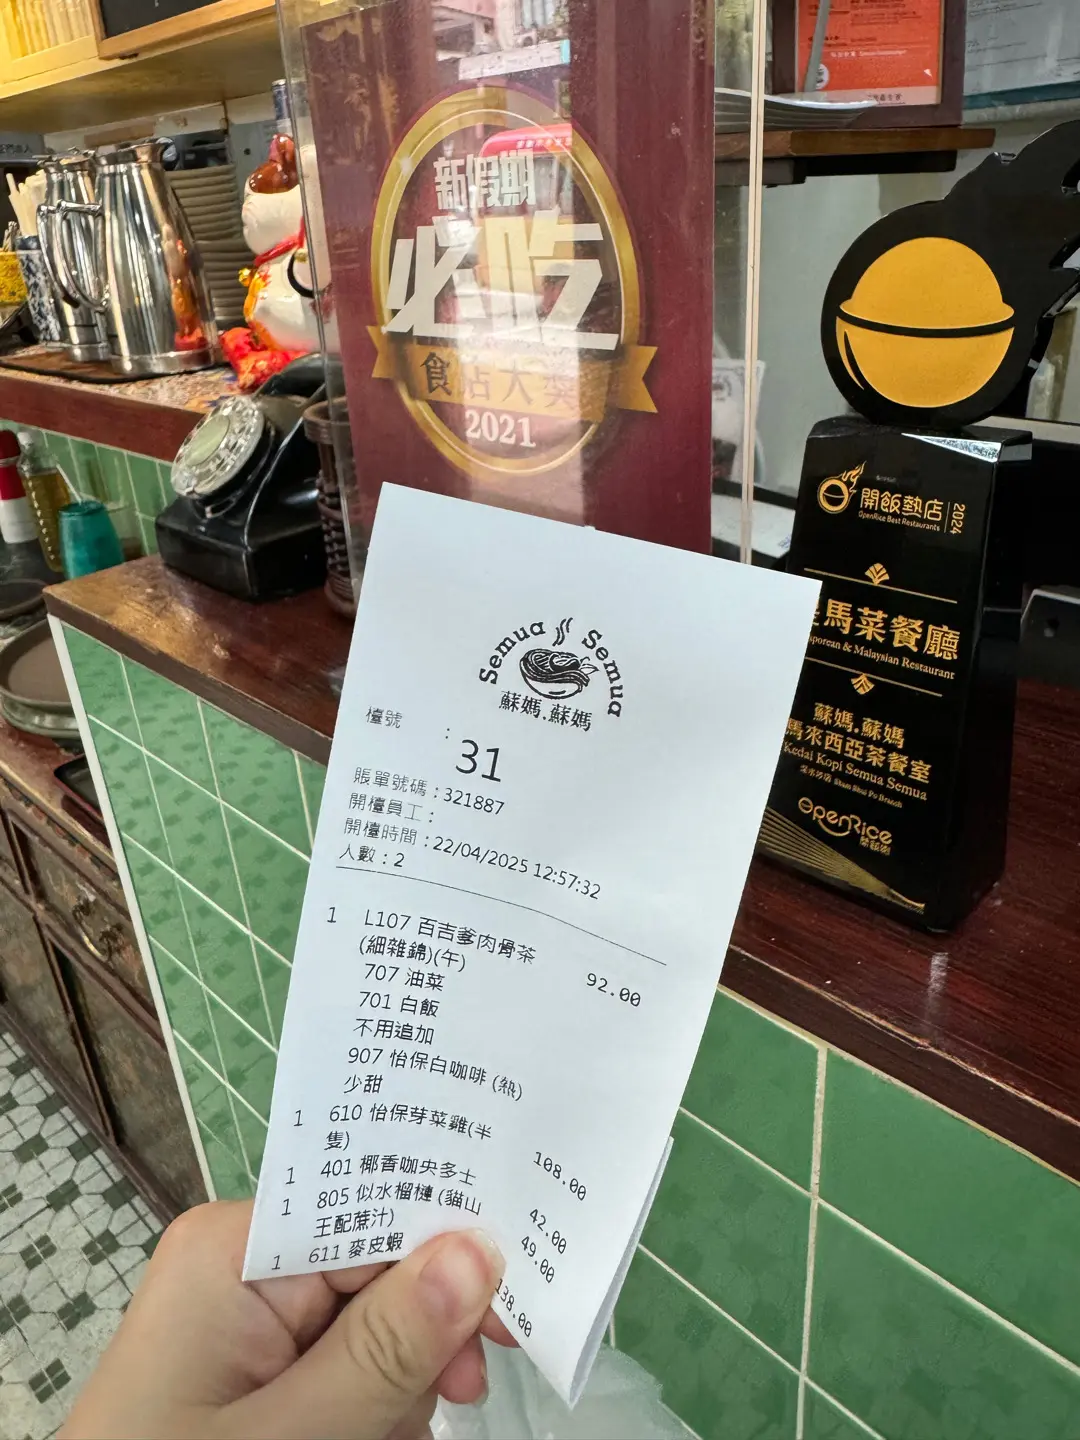 新假期
必吃
食店大獎
2021
開飯熱店
OpenRice Best Restaurants
2024
馬菜餐廳
& Malaysian Restaurant
蘇媽.蘇媽
馬來西亞茶餐室
Kedai Kopi Semua Semua
Sham Shui Po Branch
OpenRice
開飯喇
Semua Semua
蘇媽.蘇媽
檯號 : 31
賬單號碼 : 321887
開檯員工 :
開檯時間 : 22/04/2025 12:57:32
人數 : 2
1 L107 百吉爹肉骨茶
(細雜錦)(午) 92.00
707 油菜
701 白飯
不用追加
907 怡保白咖啡 (熱)
少甜
1 610 怡保芽菜雞(半
隻) 108.00
1 401 椰香咖央多士 42.00
1 805 似水榴槤 (貓山
王配蔗汁) 49.00
1 611 麥皮蝦 138.00